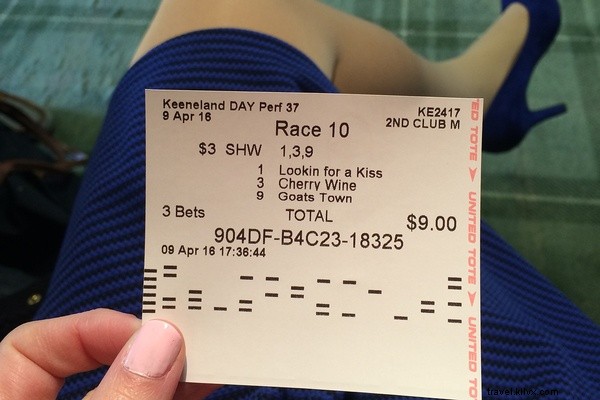 Keeneland DAY Perf 37
9 Apr 16
KE2417
2ND CLUB M
Race 10
$3 SHW 1,3,9
1 Lookin for a Kiss
3 Cherry Wine
9 Goats Town
3 Bets TOTAL $9.00
904DF-B4C23-18325
09 Apr 16 17:36:44
ED TOTE
UNITED TOTE
UNITED TO